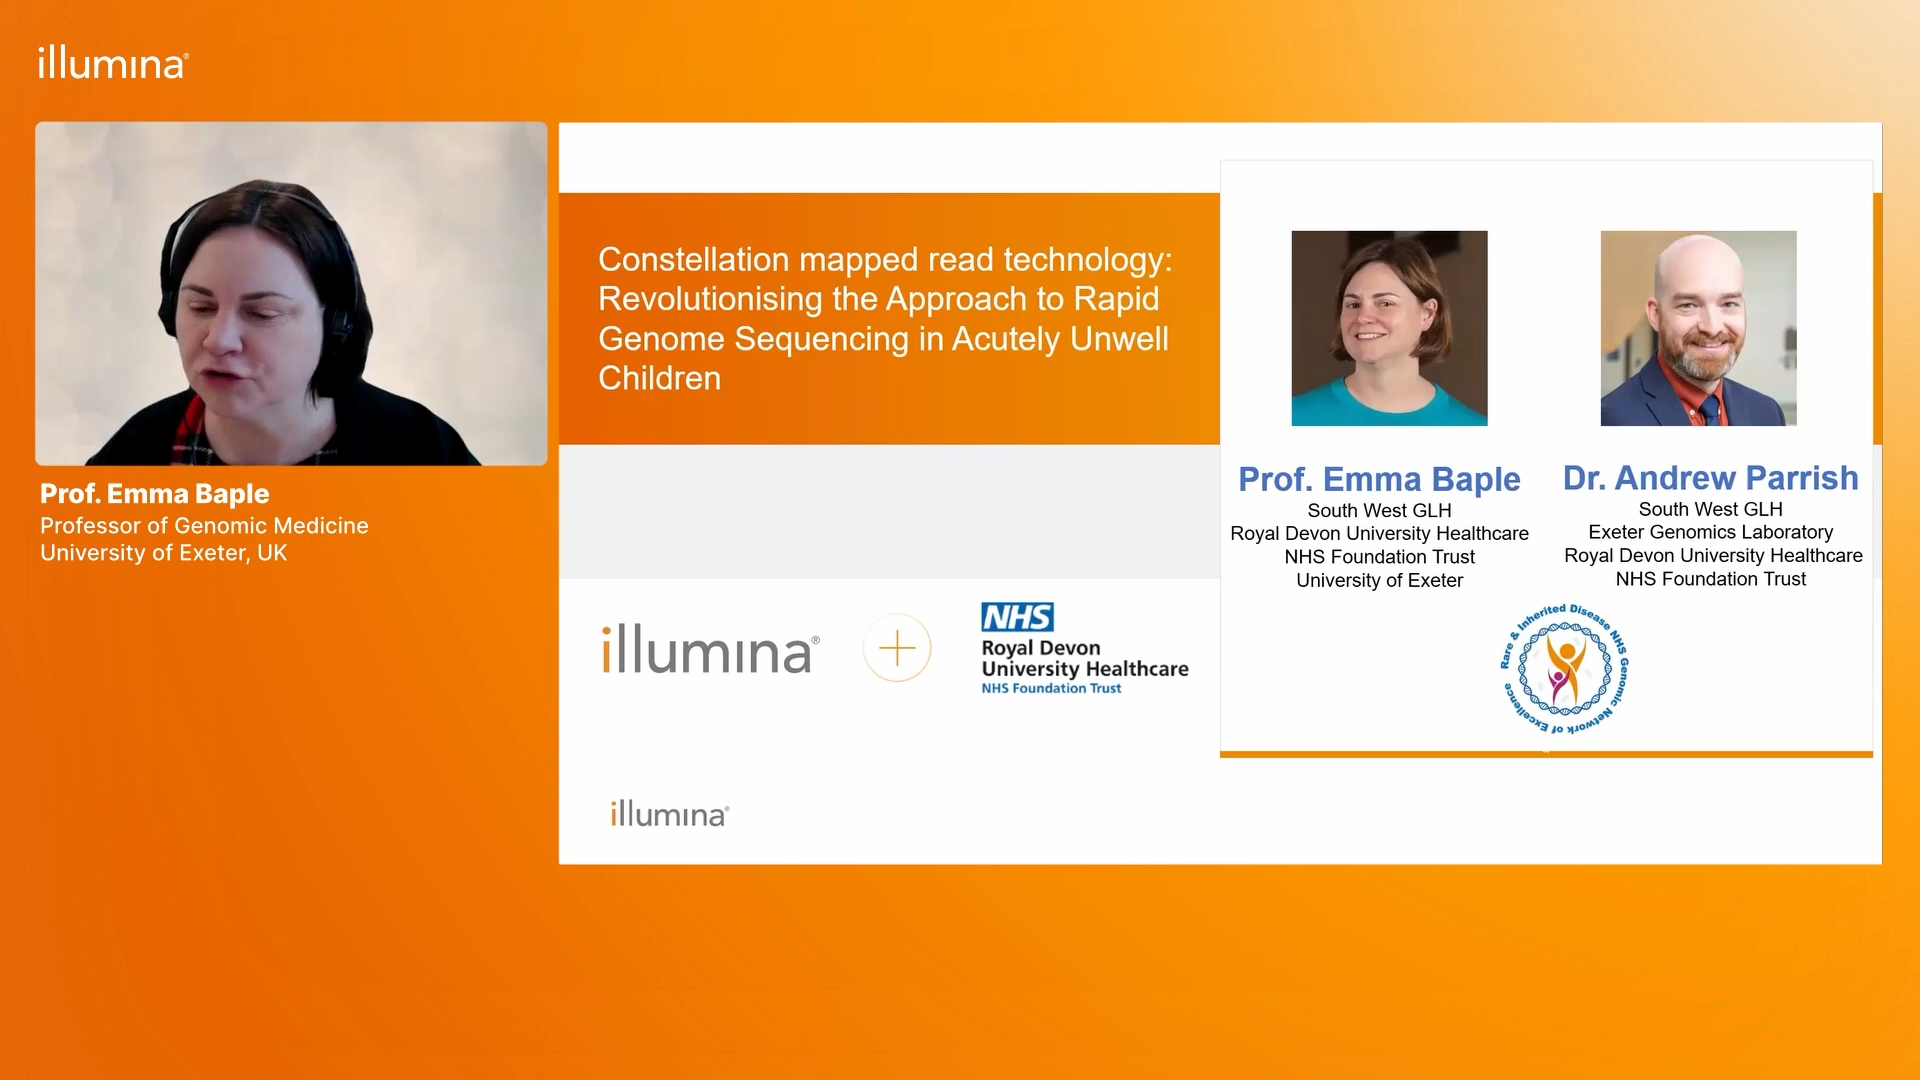 illumina®
Prof. Emma Baple
Professor of Genomic Medicine
University of Exeter, UK
Constellation mapped read technology:
Revolutionising the Approach to Rapid
Genome Sequencing in Acutely Unwell
Children
Prof. Emma Baple
South West GLH
Royal Devon University Healthcare
NHS Foundation Trust
University of Exeter
Dr. Andrew Parrish
South West GLH
Exeter Genomics Laboratory
Royal Devon University Healthcare
NHS Foundation Trust
illumina®
NHS
Royal Devon
University Healthcare
NHS Foundation Trust
Rare & Inherited Disease NHS Genomic Network of Excellence
illumina®